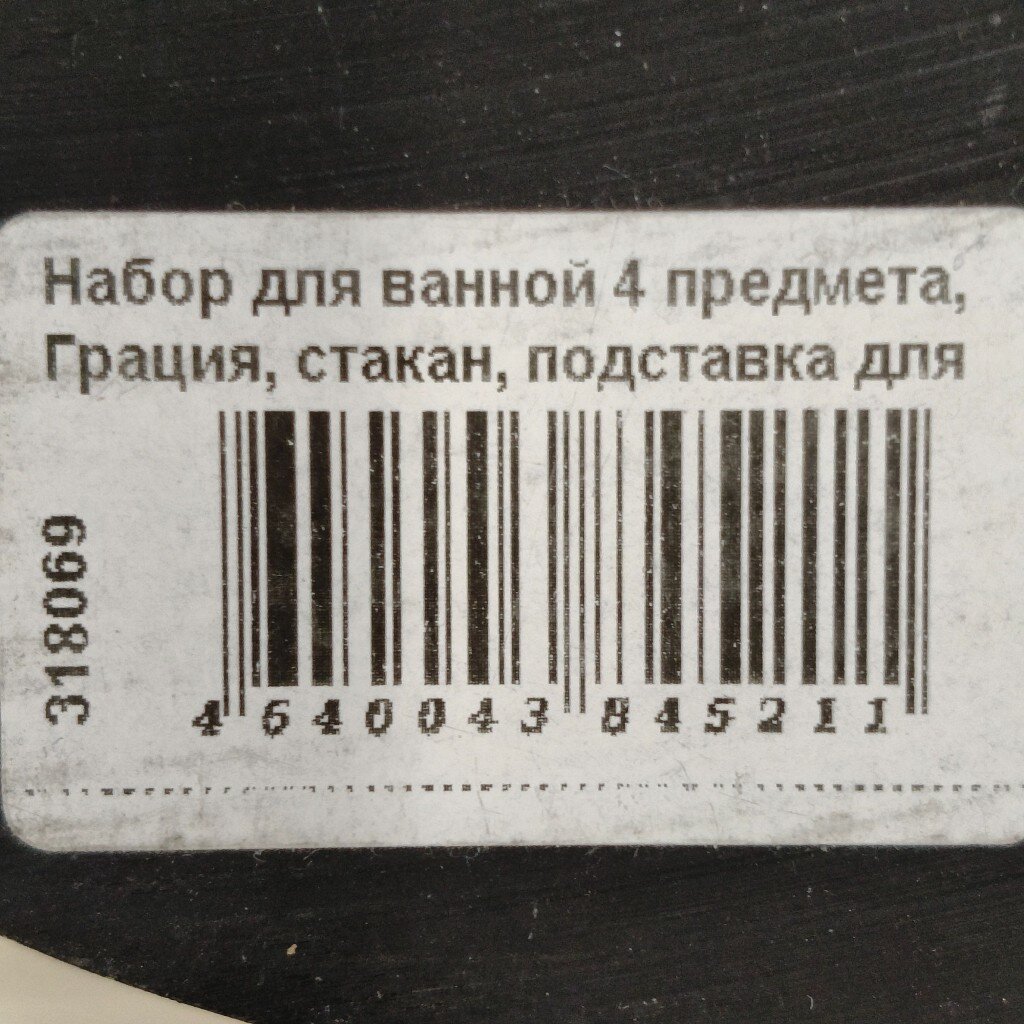 Набор для ванной 4 предмета,
Грация, стакан, подставка для
318069
4 640043 845211